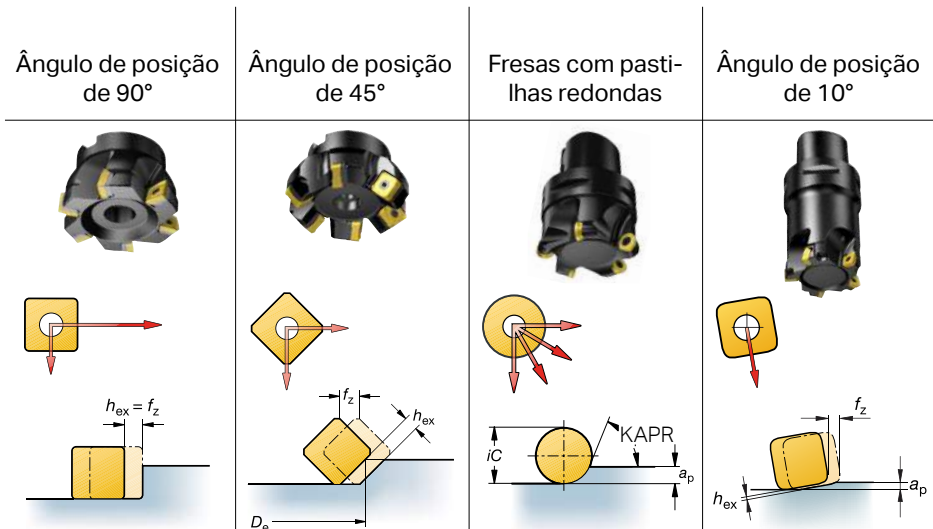 Ângulo de posição
de 90°
Ângulo de posição
de 45°
Fresas com pasti-
lhas redondas
Ângulo de posição
de 10°
hex = fz
fz
hex
De
iC
KAPR
ap
fz
ap
hex